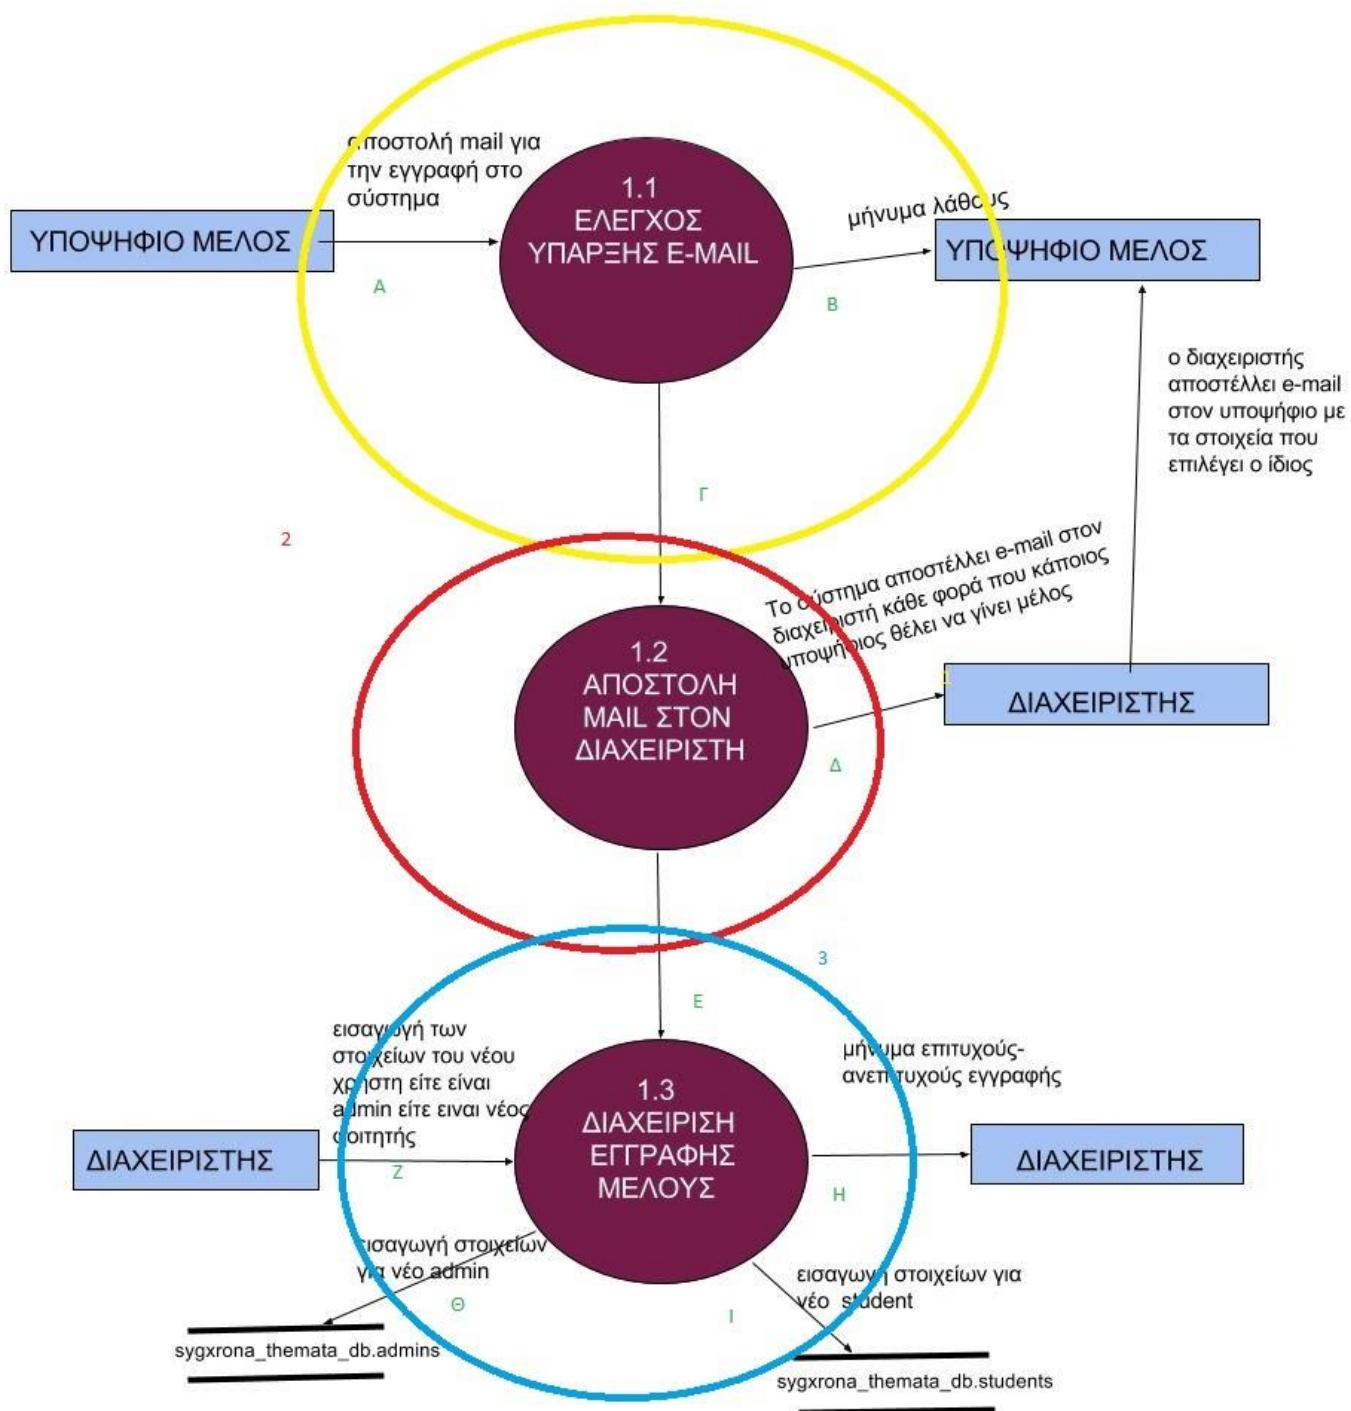 αποστολή mail για
την εγγραφή στο
σύστημα
ΥΠΟΨΗΦΙΟ ΜΕΛΟΣ
1.1
ΕΛΕΓΧΟΣ
ΥΠΑΡΞΗΣ E-MAIL
μήνυμα λάθους
ΥΠΟΨΗΦΙΟ ΜΕΛΟΣ
Α
Β
ο διαχειριστής
αποστέλλει e-mail
στον υποψήφιο με
τα στοιχεία που
επιλέγει ο ίδιος
Γ
2
Το σύστημα αποστέλλει e-mail στον
διαχειριστή κάθε φορά που κάποιος
υποψήφιος θέλει να γίνει μέλος
1.2
ΑΠΟΣΤΟΛΗ
MAIL ΣΤΟΝ
ΔΙΑΧΕΙΡΙΣΤΗ
1
ΔΙΑΧΕΙΡΙΣΤΗΣ
Δ
3
Ε
εισαγωγή των
στοιχείων του νέου
χρήστη είτε είναι
admin είτε ειναι νέος
φοιτητής
μήνυμα επιτυχούς-
ανεπιτυχούς εγγραφής
1.3
ΔΙΑΧΕΙΡΙΣΗ
ΕΓΓΡΑΦΗΣ
ΜΕΛΟΥΣ
ΔΙΑΧΕΙΡΙΣΤΗΣ
ΔΙΑΧΕΙΡΙΣΤΗΣ
Ζ
Η
εισαγωγή στοιχείων
για νέο admin
εισαγωγή στοιχείων για
νέο student
Θ
Ι
sygxrona_themata_db.admins
sygxrona_themata_db.students